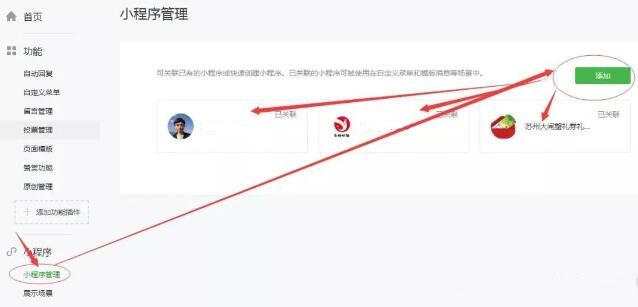 首页
小程序管理
功能
自动回复
自定义菜单
留言管理
投票管理
页面模版
赞赏功能
原创管理
添加功能插件
小程序
小程序管理
展示场景
可关联已有的小程序或快速创建小程序。已关联的小程序可被使用在自定义菜单和模版消息等场景中。
添加
已关联
已关联
已关联
苏州大闸蟹礼券礼...